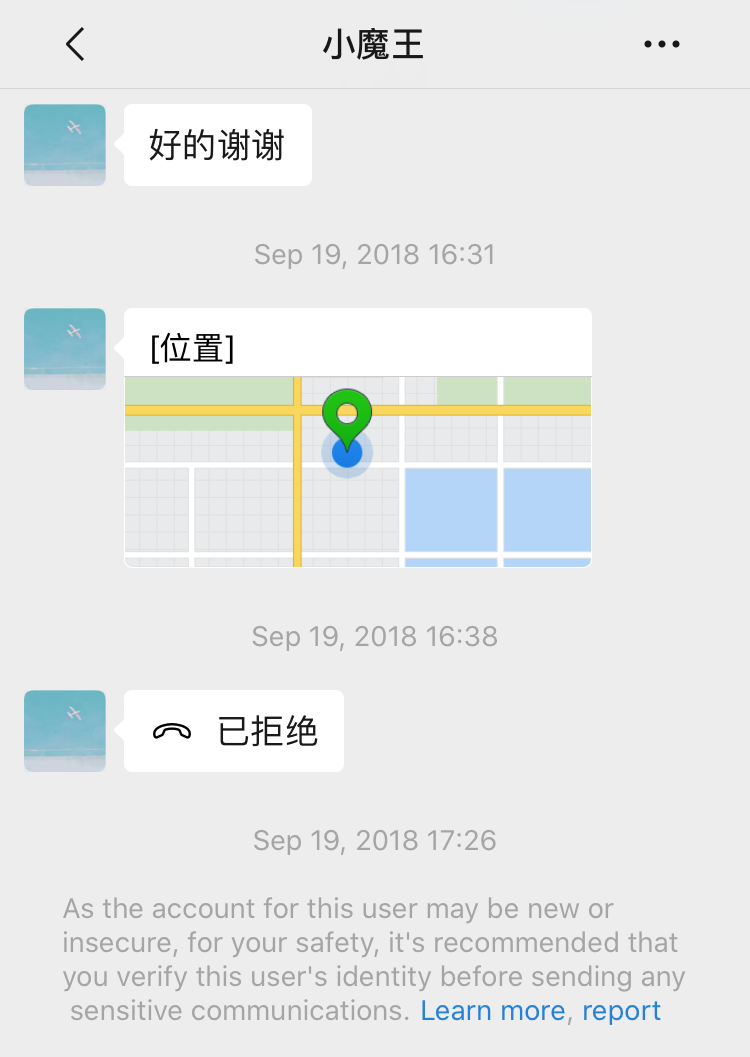 小魔王
好的谢谢
Sep 19, 2018 16:31
[位置]
Sep 19, 2018 16:38
已拒绝
Sep 19, 2018 17:26
As the account for this user may be new or
insecure, for your safety, it's recommended that
you verify this user's identity before sending any
sensitive communications. Learn more, report